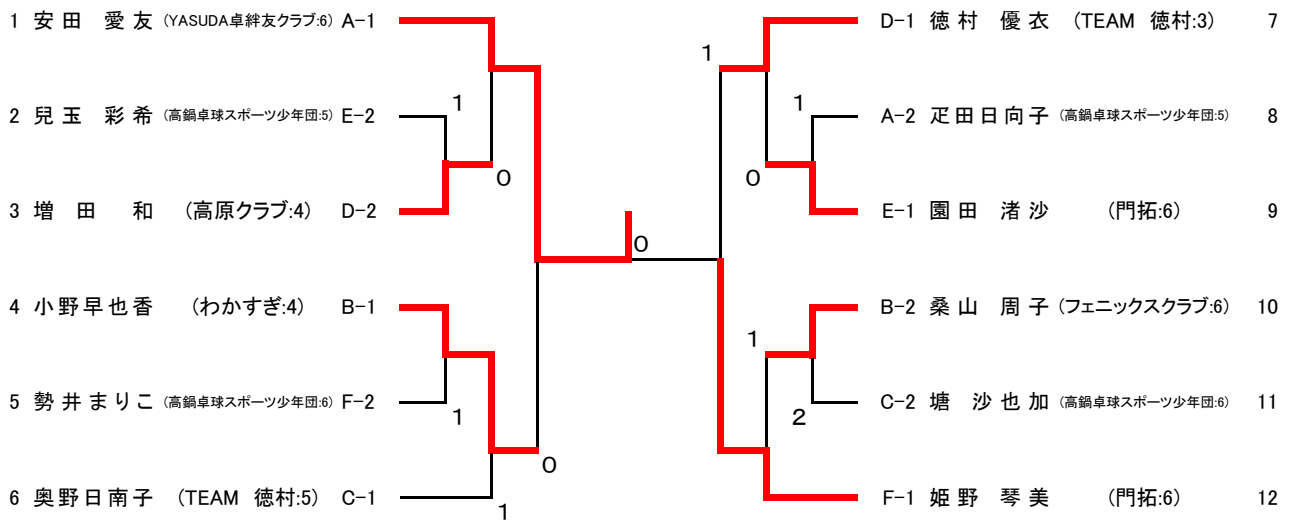 1 安田 愛友 (YASUDA卓絆友クラブ:6) A-1
2 兒玉 彩希 (高鍋卓球スポーツ少年団:5) E-2
3 増田 和 (高原クラブ:4) D-2
4 小野早也香 (わかすぎ:4) B-1
5 勢井まりこ (高鍋卓球スポーツ少年団:6) F-2
6 奥野日南子 (TEAM 徳村:5) C-1
1
0
1
0
1
0
1
1
0
1
2
D-1 徳村 優衣 (TEAM 徳村:3) 7
A-2 疋田日向子 (高鍋卓球スポーツ少年団:5) 8
E-1 園田 渚沙 (門拓:6) 9
B-2 桑山 周子 (フェニックスクラブ:6) 10
C-2 塘 沙也加 (高鍋卓球スポーツ少年団:6) 11
F-1 姫野 琴美 (門拓:6) 12